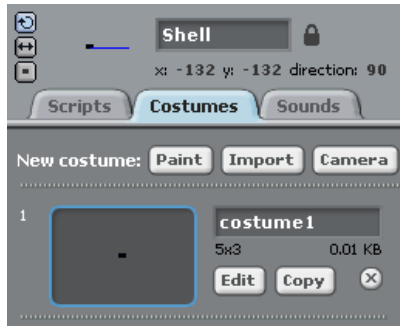 Shell
x: -132 y: -132 direction: 90
Scripts Costumes Sounds
New costume: Paint Import Camera
1
costume1
5x3 0.01 KB
Edit Copy